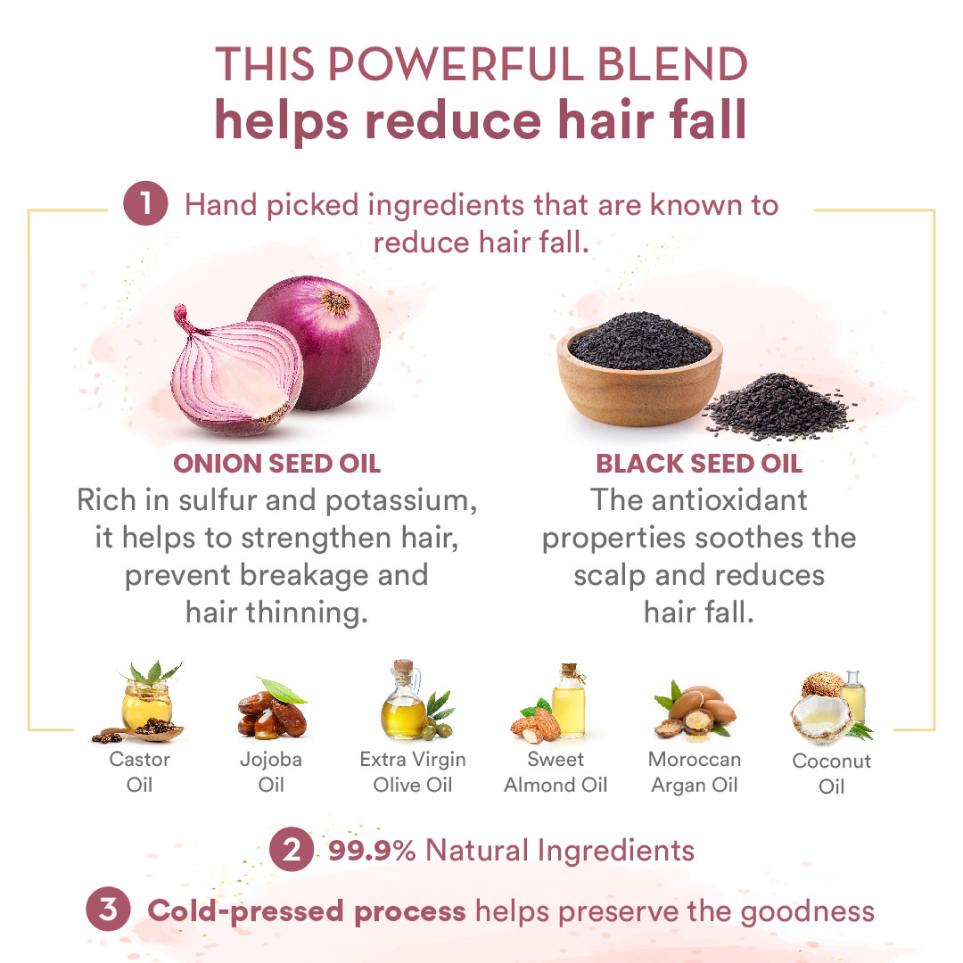 THIS POWERFUL BLEND
helps reduce hair fall
1 Hand picked ingredients that are known to
reduce hair fall.
ONION SEED OIL
Rich in sulfur and potassium,
it helps to strengthen hair,
prevent breakage and
hair thinning.
BLACK SEED OIL
The antioxidant
properties soothes the
scalp and reduces
hair fall.
Castor
Oil
Jojoba
Oil
Extra Virgin
Olive Oil
Sweet
Almond Oil
Moroccan
Argan Oil
Coconut
Oil
2 99.9% Natural Ingredients
3 Cold-pressed process helps preserve the goodness